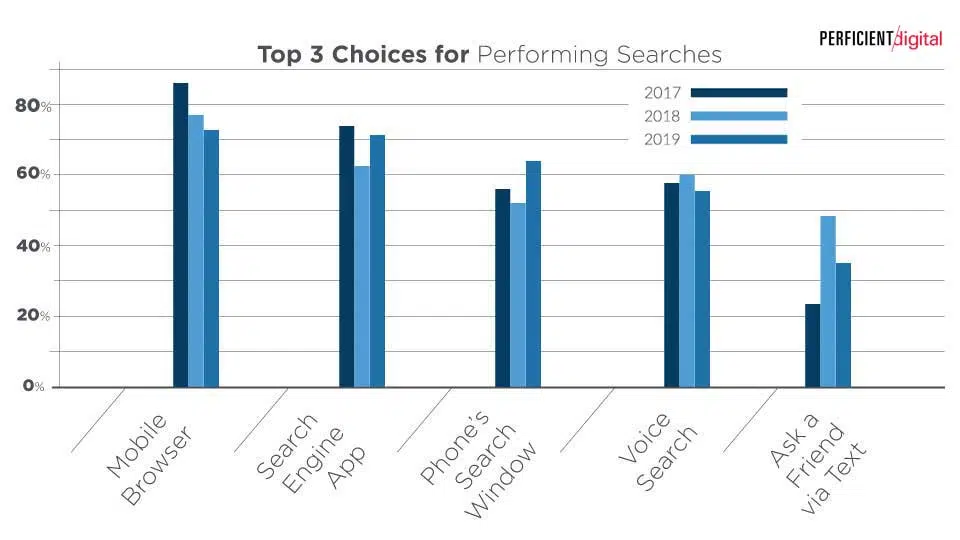 PERFICIENT/digital
Top 3 Choices for Performing Searches
2017
2018
2019
80%
60%
40%
20%
0%
Mobile
Browser
Search
Engine
App
Phone's
Search
Window
Voice
Search
Ask a
Friend
via Text